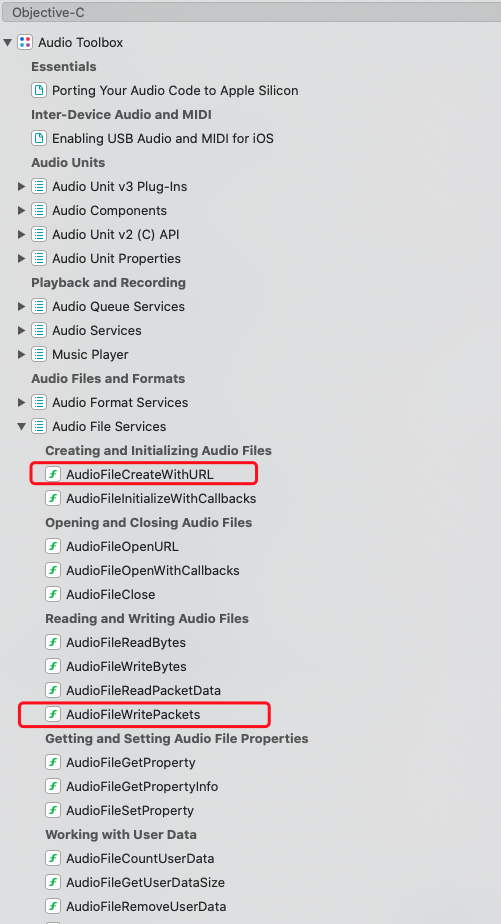 Objective-C
Audio Toolbox
Essentials
Porting Your Audio Code to Apple Silicon
Inter-Device Audio and MIDI
Enabling USB Audio and MIDI for iOS
Audio Units
Audio Unit v3 Plug-Ins
Audio Components
Audio Unit v2 (C) API
Audio Unit Properties
Playback and Recording
Audio Queue Services
Audio Services
Music Player
Audio Files and Formats
Audio Format Services
Audio File Services
Creating and Initializing Audio Files
AudioFileCreateWithURL
AudioFileInitializeWithCallbacks
Opening and Closing Audio Files
AudioFileOpenURL
AudioFileOpenWithCallbacks
AudioFileClose
Reading and Writing Audio Files
AudioFileReadBytes
AudioFileWriteBytes
AudioFileReadPacketData
AudioFileWritePackets
Getting and Setting Audio File Properties
AudioFileGetProperty
AudioFileGetPropertyInfo
AudioFileSetProperty
Working with User Data
AudioFileCountUserData
AudioFileGetUserDataSize
AudioFileRemoveUserData